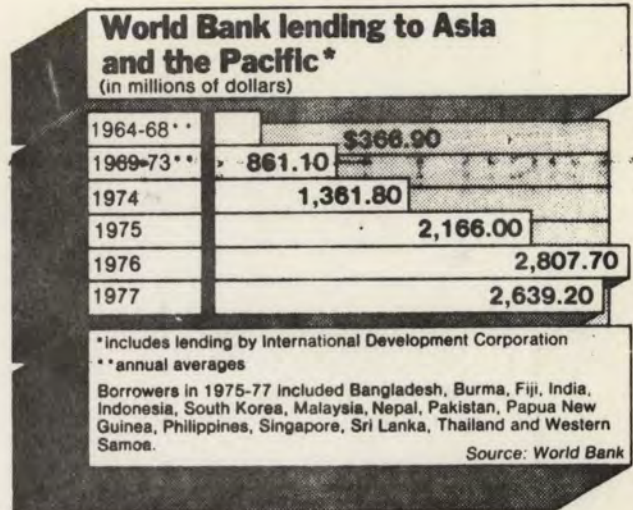 World Bank lending to Asia
and the Pacific*
(in millions of dollars)
1964-68** $366.90
1969-73** 861.10
1974 1,361.80
1975 2,166.00
1976 2,807.70
1977 2,639.20
*includes lending by International Development Corporation
**annual averages
Borrowers in 1975-77 included Bangladesh, Burma, Fiji, India,
Indonesia, South Korea, Malaysia, Nepal, Pakistan, Papua New
Guinea, Philippines, Singapore, Sri Lanka, Thailand and Western
Samoa.
Source: World Bank